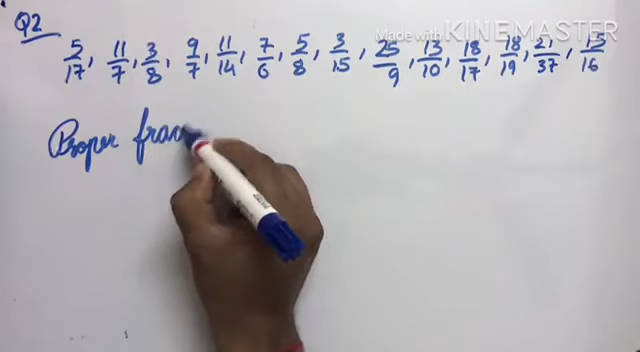 Made with KINEMASTER
Q2
5/17, 11/7, 3/8, 9/7, 11/14, 7/6, 5/8, 3/15, 25/9, 13/10, 18/17, 18/19, 21/37, 15/16
Proper frac